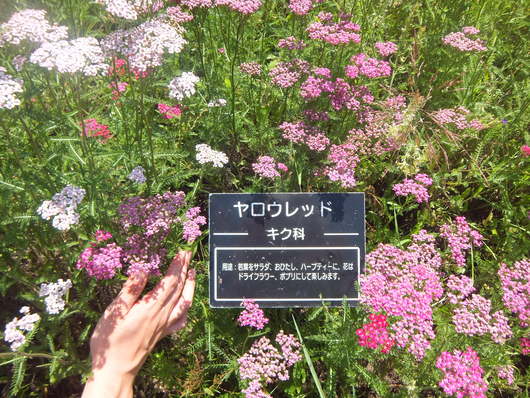 ヤロウレッド
キク科
用途：若葉をサラダ、おひたし、ハーブティーに、花は
ドライフラワー、ポプリにして楽しみます。